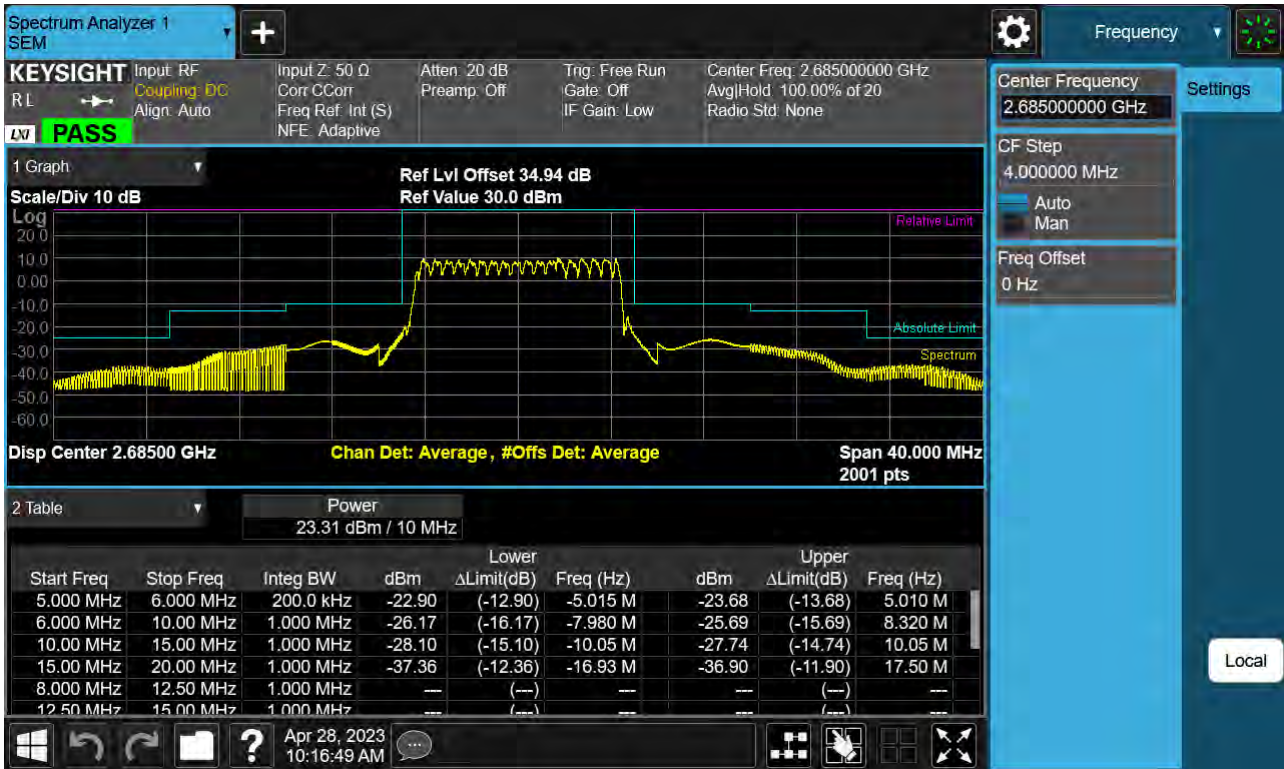 Spectrum Analyzer 1
SEM
Frequency
KEYSIGHT
R L
LXI
PASS
Input: RF
Coupling: DC
Align: Auto
Input Z: 50 Ω
Corr CCorr
Freq Ref: Int (S)
NFE: Adaptive
Atten: 20 dB
Preamp: Off
Trig: Free Run
Gate: Off
IF Gain: Low
Center Freq: 2.685000000 GHz
Avg|Hold: 100.00% of 20
Radio Std: None
Center Frequency
2.685000000 GHz
Settings
CF Step
4.000000 MHz
Auto
Man
Freq Offset
0 Hz
1 Graph
Scale/Div 10 dB
Ref Lvl Offset 34.94 dB
Ref Value 30.0 dBm
Log
20.0
10.0
0.00
-10.0
-20.0
-30.0
-40.0
-50.0
-60.0
Relative Limit
Absolute Limit
Spectrum
Disp Center 2.68500 GHz
Chan Det: Average, #Offs Det: Average
Span 40.000 MHz
2001 pts
2 Table
Power
23.31 dBm / 10 MHz
Lower Upper
Start Freq Stop Freq Integ BW dBm ΔLimit(dB) Freq (Hz) dBm ΔLimit(dB) Freq (Hz)
5.000 MHz 6.000 MHz 200.0 kHz -22.90 (-12.90) -5.015 M -23.68 (-13.68) 5.010 M
6.000 MHz 10.00 MHz 1.000 MHz -26.17 (-16.17) -7.980 M -25.69 (-15.69) 8.320 M
10.00 MHz 15.00 MHz 1.000 MHz -28.10 (-15.10) -10.05 M -27.74 (-14.74) 10.05 M
15.00 MHz 20.00 MHz 1.000 MHz -37.36 (-12.36) -16.93 M -36.90 (-11.90) 17.50 M
8.000 MHz 12.50 MHz 1.000 MHz --- (---) --- --- (---) ---
12.50 MHz 15.00 MHz 1.000 MHz --- (---) --- --- (---) ---
Local
Apr 28, 2023
10:16:49 AM